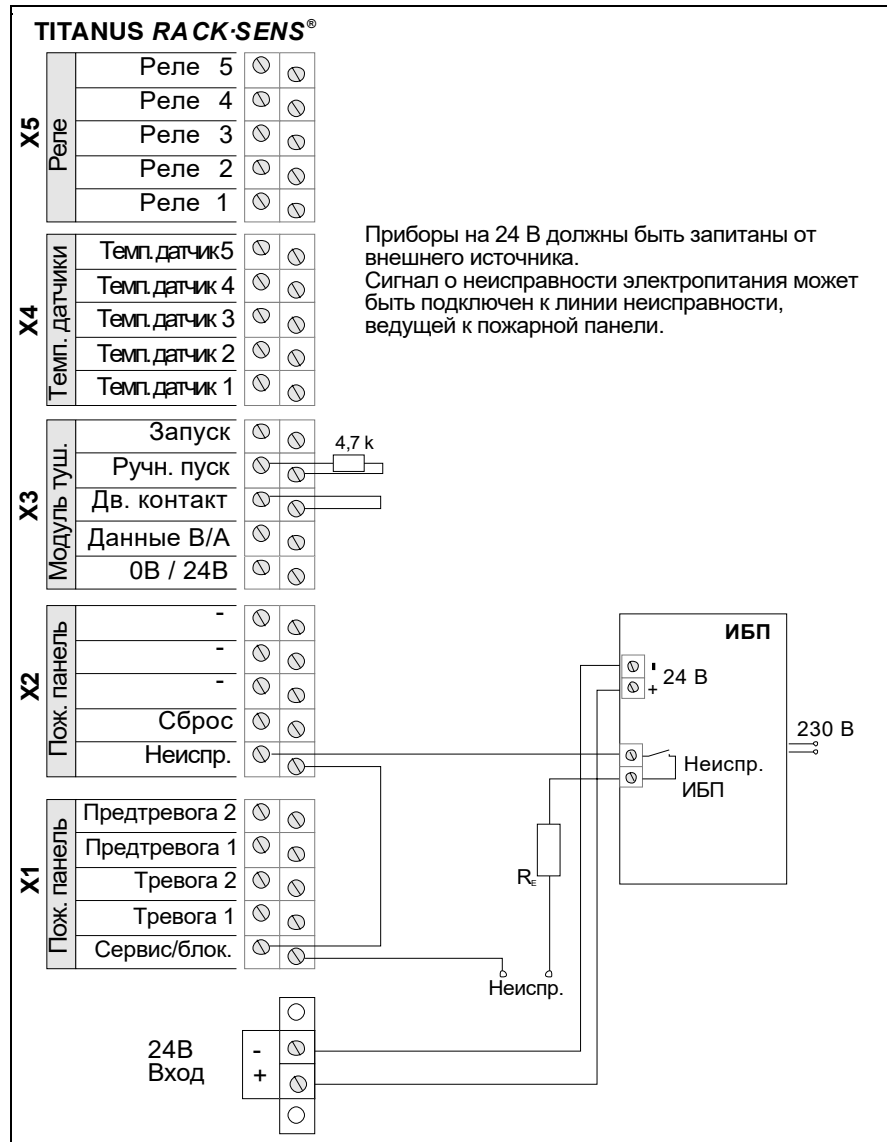 TITANUS RACK·SENS®
X5
Реле
Реле 5
Реле 4
Реле 3
Реле 2
Реле 1
X4
Темп. датчики
Темп.датчик5
Темп.датчик 4
Темп.датчик 3
Темп.датчик 2
Темп.датчик 1
Приборы на 24 В должны быть запитаны от
внешнего источника.
Сигнал о неисправности электропитания может
быть подключен к линии неисправности,
ведущей к пожарной панели.
X3
Модуль туш.
Запуск
Ручн. пуск
Дв. контакт
Данные В/А
0В / 24В
4,7 k
X2
Пож. панель
-
-
-
Сброс
Неиспр.
ИБП
-
+
24 В
230 В
Неиспр.
ИБП
X1
Пож. панель
Предтревога 2
Предтревога 1
Тревога 2
Тревога 1
Сервис/блок.
RE
Неиспр.
24В
Вход
-
+